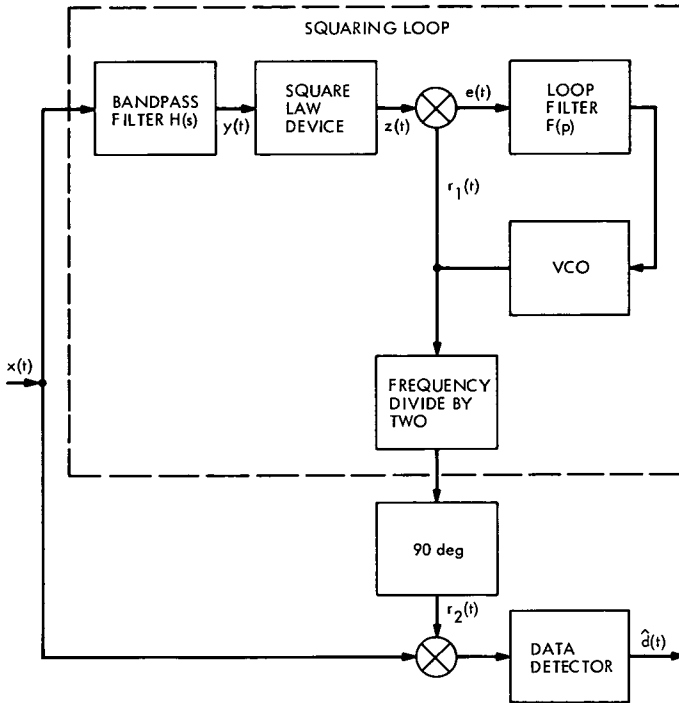 SQUARING LOOP
BANDPASS
FILTER H(s)
y(t)
SQUARE
LAW
DEVICE
z(t)
e(t)
LOOP
FILTER
F(p)
r1(t)
VCO
x(t)
FREQUENCY
DIVIDE BY
TWO
90 deg
r2(t)
DATA
DETECTOR
d̂(t)